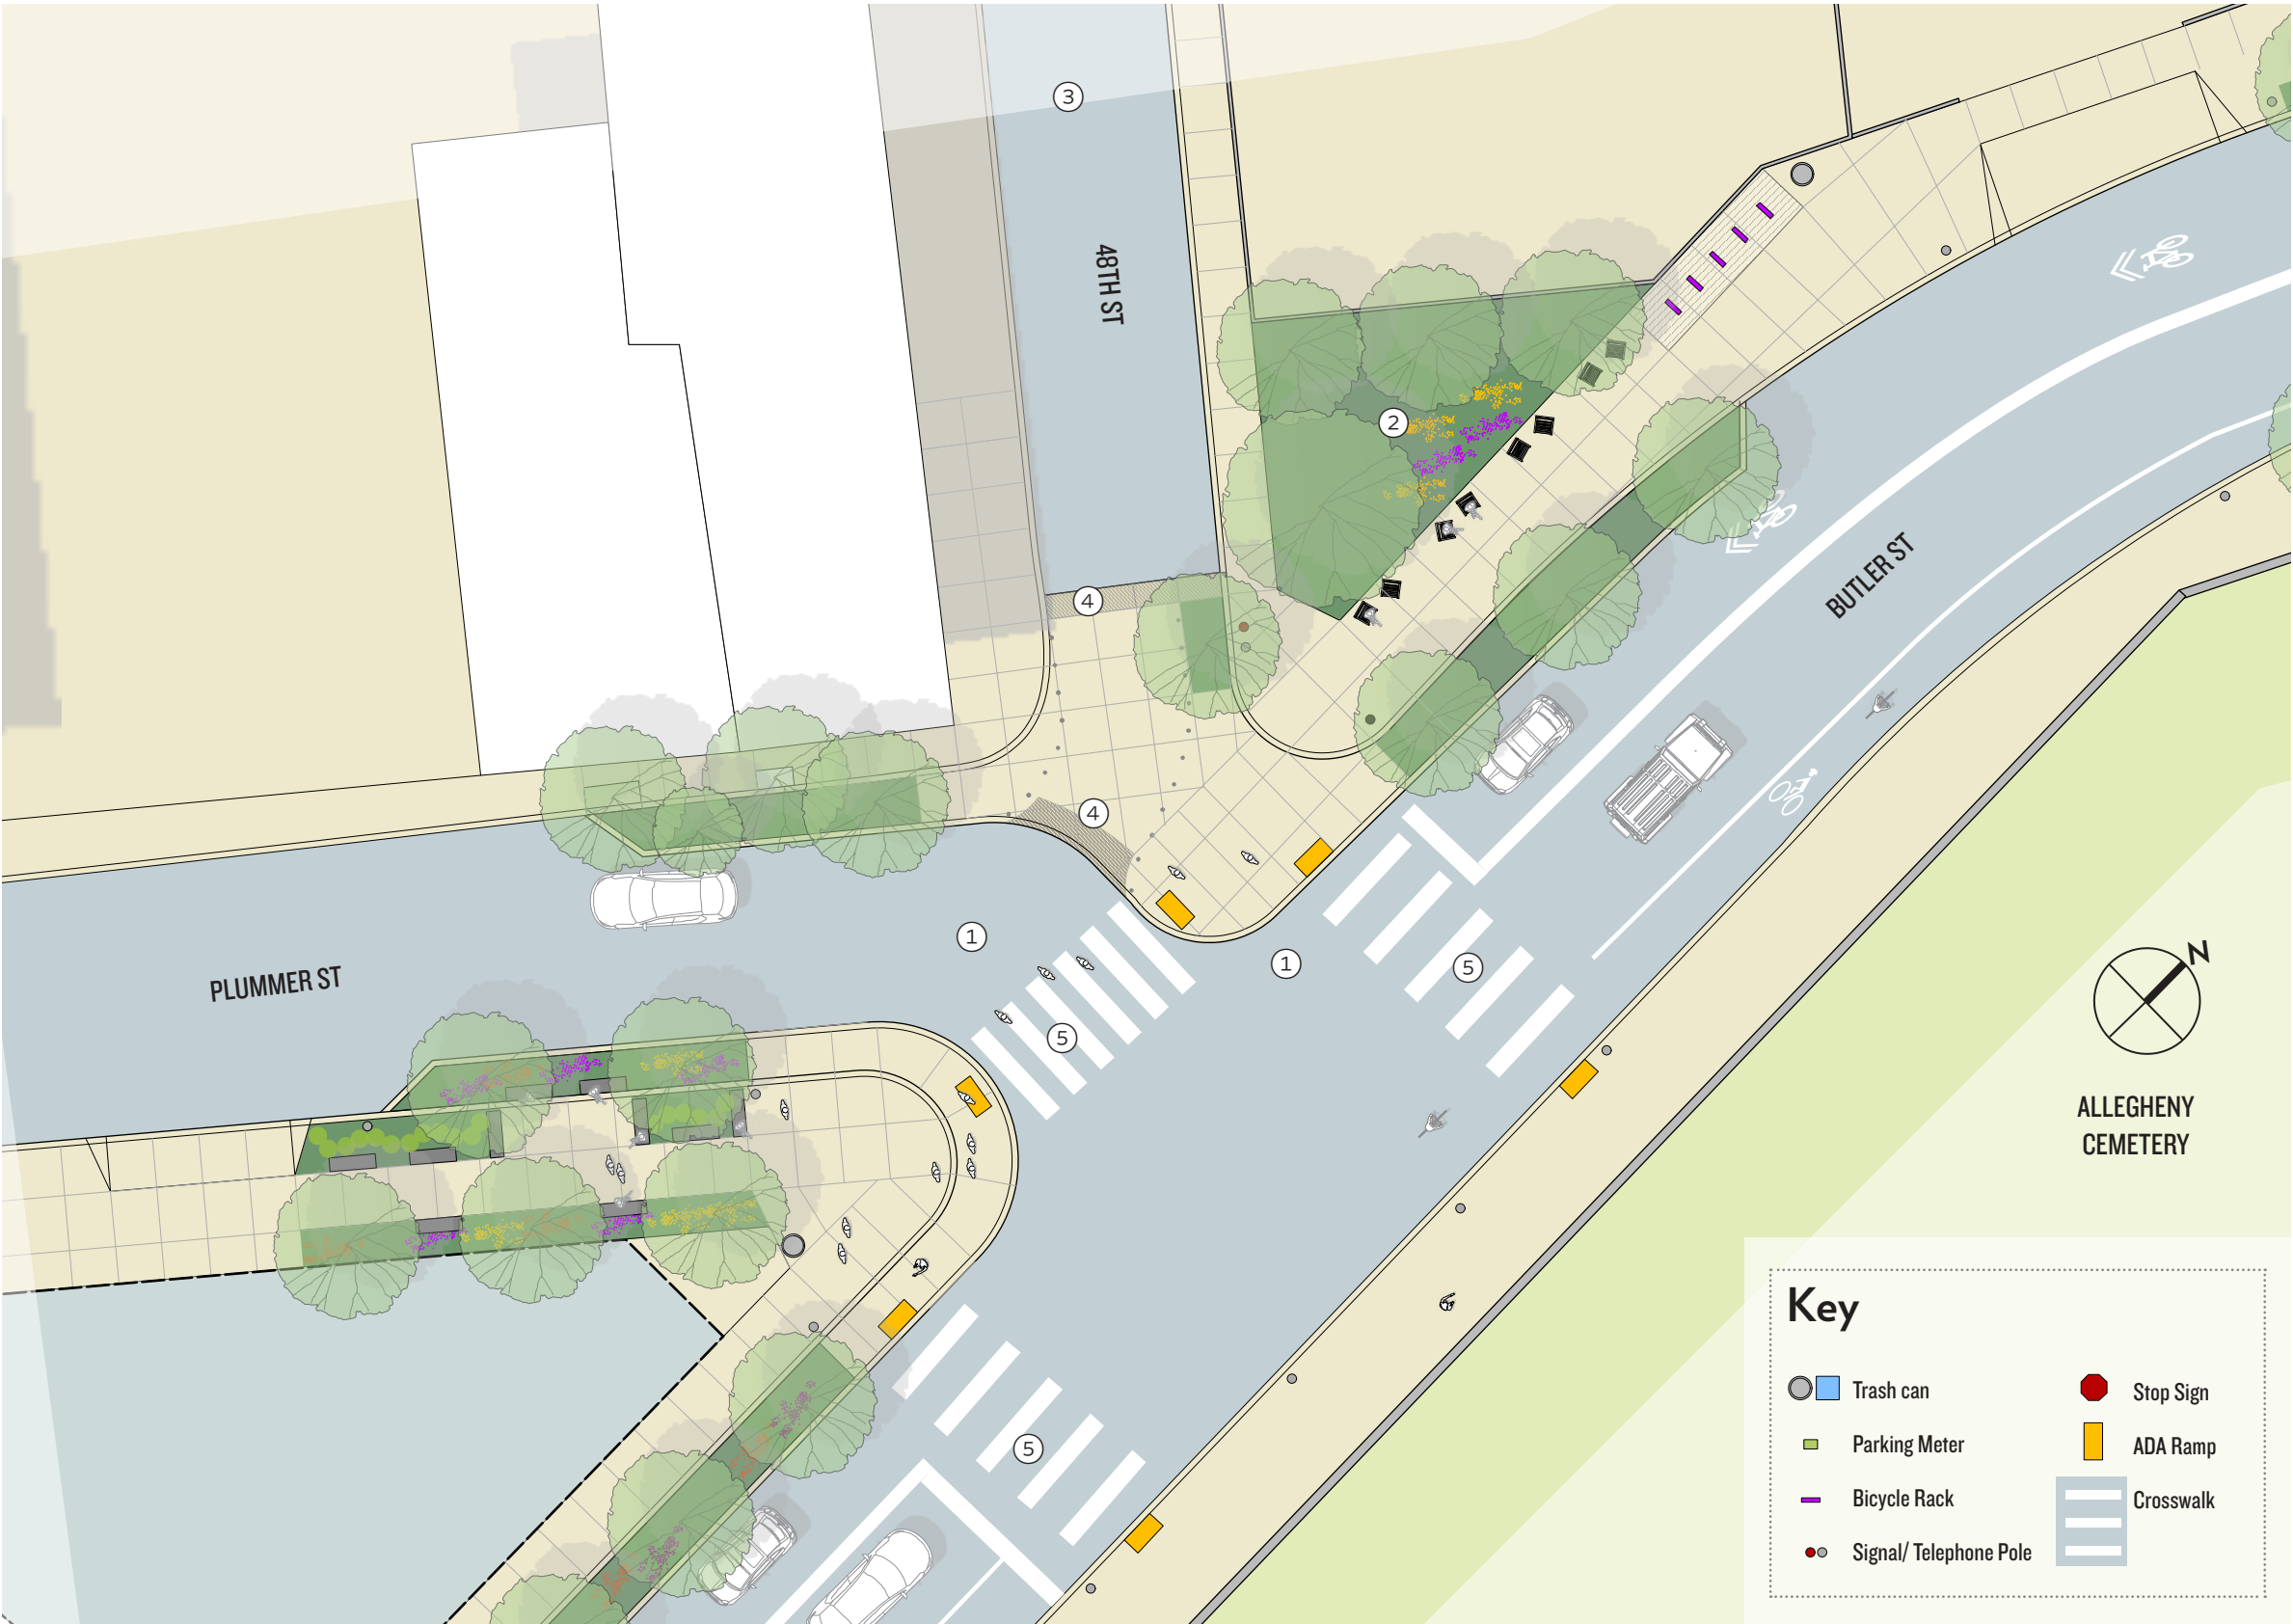 3
48TH ST
2
4
BUTLER ST
4
1
1
5
PLUMMER ST
5
N
ALLEGHENY
CEMETERY
5
Key
Trash can
Stop Sign
Parking Meter
ADA Ramp
Bicycle Rack
Crosswalk
Signal/ Telephone Pole